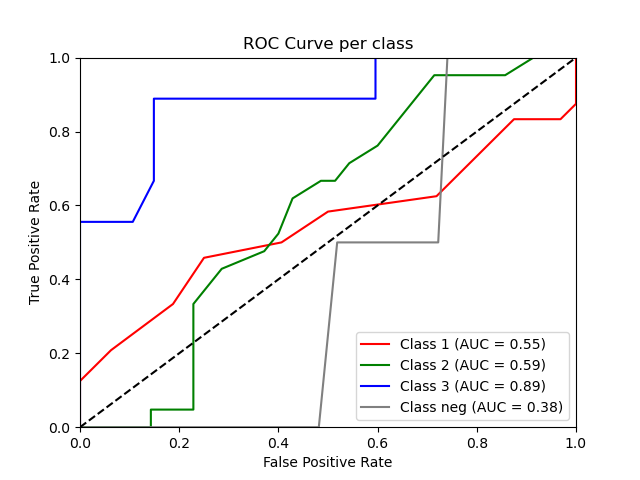 ROC Curve per class
True Positive Rate
1.0
0.8
0.6
0.4
0.2
0.0
Class 1 (AUC = 0.55)
Class 2 (AUC = 0.59)
Class 3 (AUC = 0.89)
Class neg (AUC = 0.38)
0.0 0.2 0.4 0.6 0.8 1.0
False Positive Rate